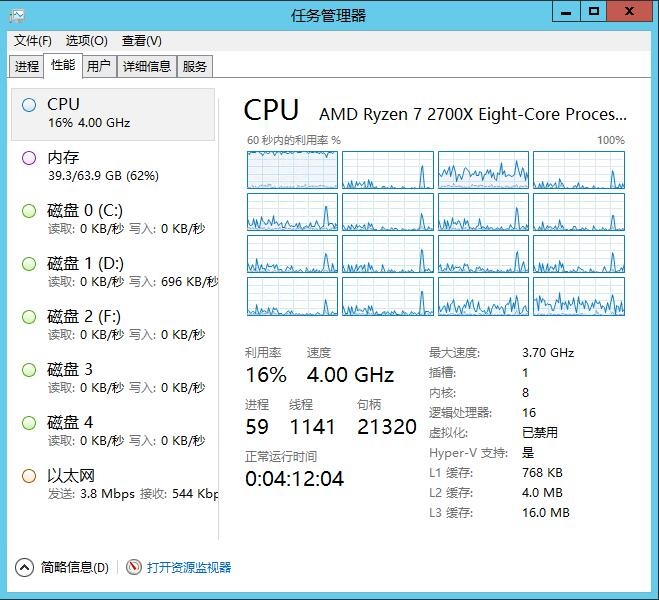 任务管理器
文件(F) 选项(O) 查看(V)
进程 性能 用户 详细信息 服务
CPU
16% 4.00 GHz
内存
39.3/63.9 GB (62%)
磁盘 0 (C:)
读取: 0 KB/秒 写入: 0 KB/秒
磁盘 1 (D:)
读取: 0 KB/秒 写入: 696 KB/秒
磁盘 2 (F:)
读取: 0 KB/秒 写入: 0 KB/秒
磁盘 3
读取: 0 KB/秒 写入: 0 KB/秒
磁盘 4
读取: 0 KB/秒 写入: 0 KB/秒
以太网
发送: 3.8 Mbps 接收: 544 Kbp
CPU AMD Ryzen 7 2700X Eight-Core Proces...
60 秒内的利用率 % 100%
利用率 速度
16% 4.00 GHz
进程 线程 句柄
59 1141 21320
正常运行时间
0:04:12:04
最大速度: 3.70 GHz
插槽: 1
内核: 8
逻辑处理器: 16
虚拟化: 已禁用
Hyper-V 支持: 是
L1 缓存: 768 KB
L2 缓存: 4.0 MB
L3 缓存: 16.0 MB
简略信息(D) 打开资源监视器